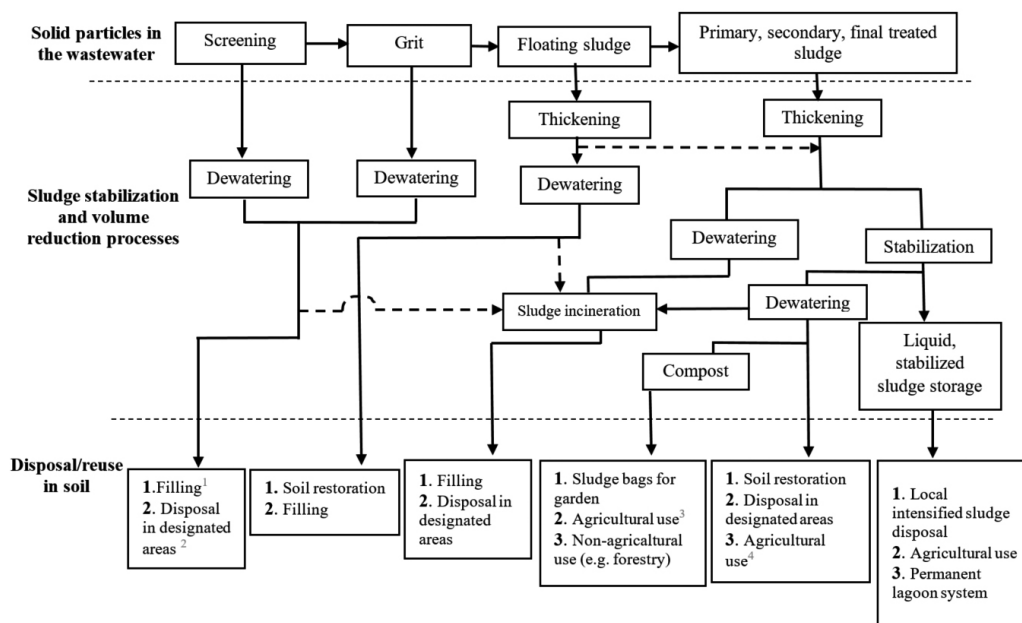 Solid particles in
the wastewater
Screening
Grit
Floating sludge
Primary, secondary, final treated
sludge
Thickening
Thickening
Sludge stabilization
and volume
reduction processes
Dewatering
Dewatering
Dewatering
Dewatering
Stabilization
Sludge incineration
Dewatering
Compost
Liquid,
stabilized
sludge storage
Disposal/reuse
in soil
1.Filling1
2. Disposal
in designated
areas 2
1. Soil restoration
2. Filling
1. Filling
2. Disposal in
designated
areas
1. Sludge bags for
garden
2. Agricultural use3
3. Non-agricultural
use (e.g. forestry)
1. Soil restoration
2. Disposal in
designated areas
3. Agricultural
use4
1. Local
intensified sludge
disposal
2. Agricultural use
3. Permanent
lagoon system